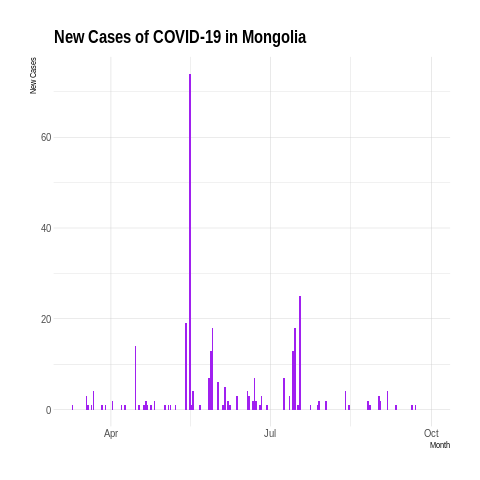 New Cases of COVID-19 in Mongolia
New Cases
60
40
20
0
Apr
Jul
Oct
Month